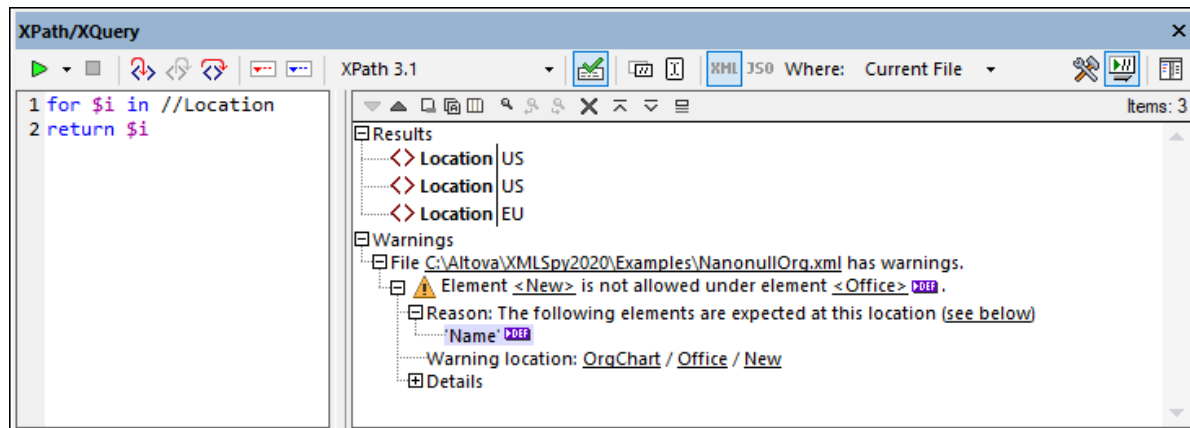 XPath/XQuery
XPath 3.1 XML JSO Where: Current File
1 for $i in //Location
2 return $i
Items: 3
Results
<> Location US
<> Location US
<> Location EU
Warnings
File C:\Altova\XMLSpy2020\Examples\NanonullOrg.xml has warnings.
Element <New> is not allowed under element <Office> DEF .
Reason: The following elements are expected at this location (see below)
'Name' DEF
Warning location: OrgChart / Office / New
Details